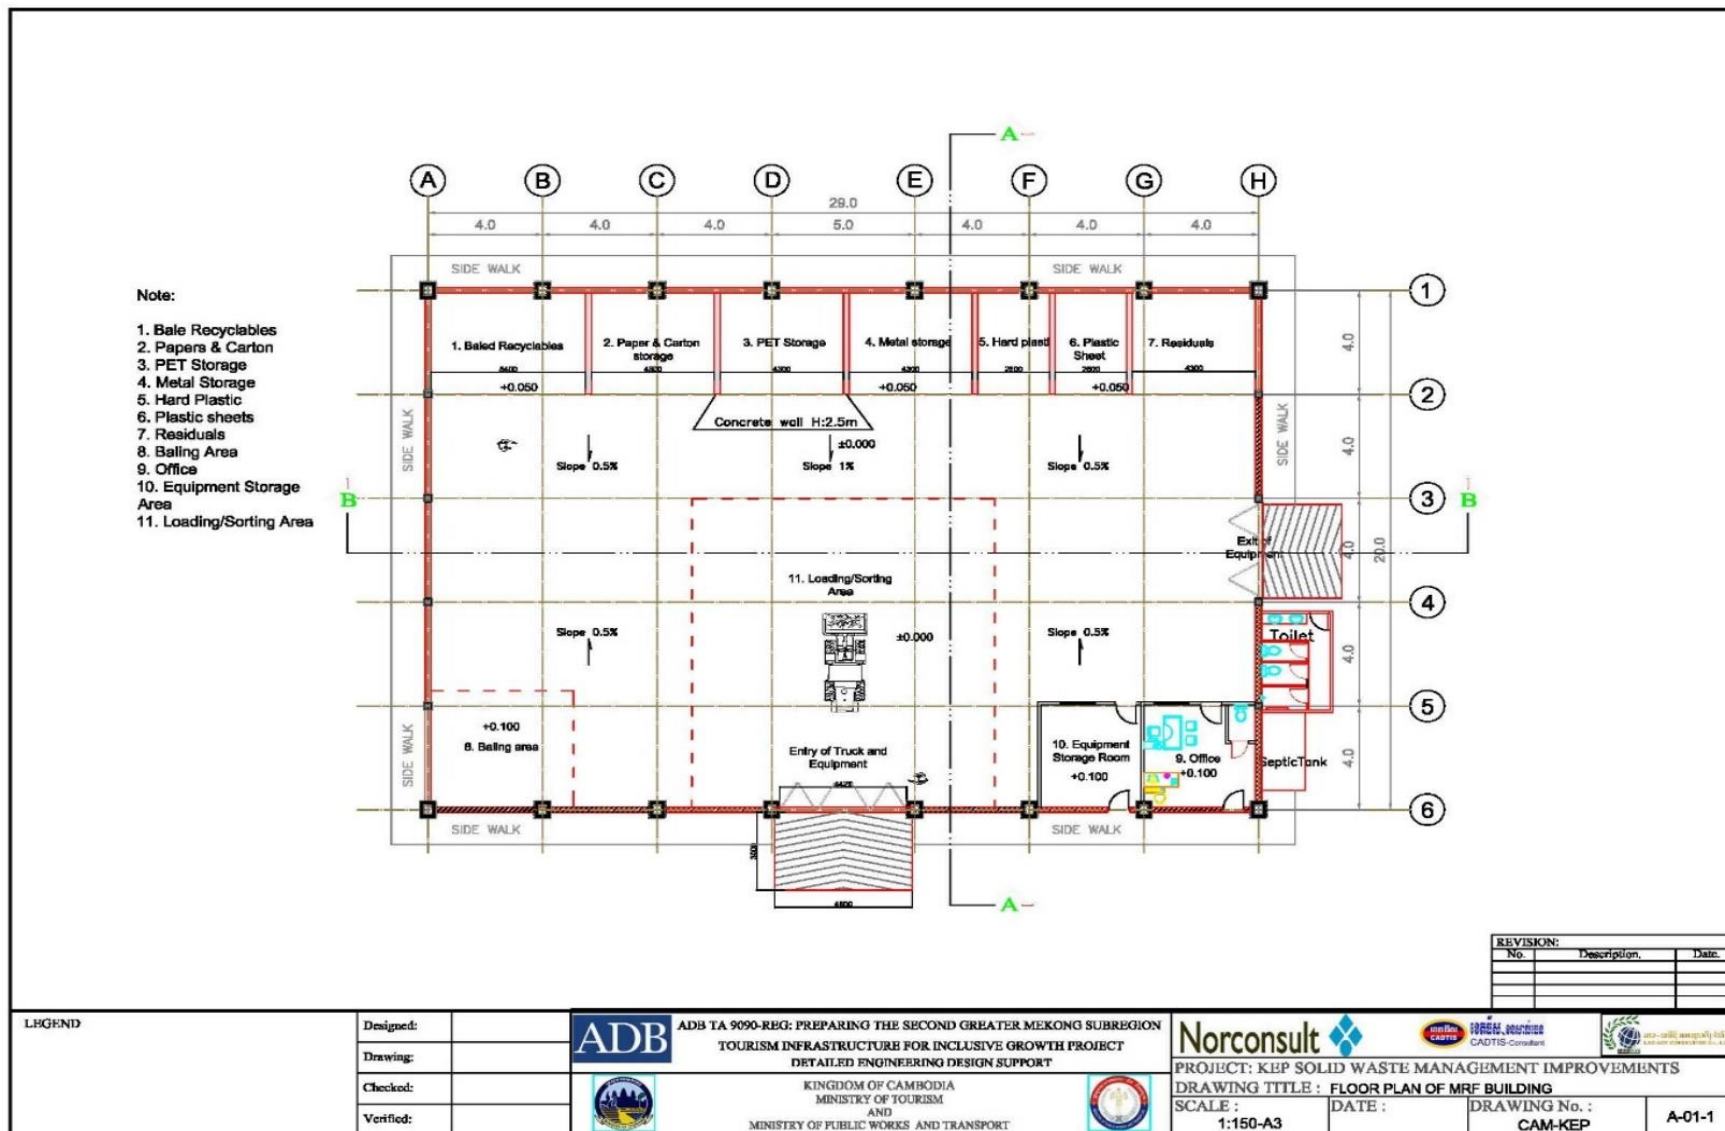 A
A B C D E F G H
29.0
4.0 4.0 4.0 5.0 4.0 4.0 4.0
SIDE WALK SIDE WALK
Note:
1. Bale Recyclables
2. Papers & Carton
3. PET Storage
4. Metal Storage
5. Hard Plastic
6. Plastic sheets
7. Residuals
8. Baling Area
9. Office
10. Equipment Storage
Area
11. Loading/Sorting Area
1
2
3
4
5
6
4.0
4.0
4.0
4.0
4.0
20.0
1. Baled Recyclables
2. Paper & Carton
storage
3. PET Storage
4. Metal storage
5. Hard plasti
6. Plastic
Sheet
7. Residuals
4300
+0.050 +0.050 +0.050
Concrete wall H:2.5m
±0.000
SIDE WALK
SIDE WALK
Slope 0.5% Slope 1% Slope 0.5%
B B
Exit of
Equipment
11. Loading/Sorting
Area
±0.000
Slope 0.5% Slope 0.5%
Toilet
SIDE WALK
+0.100
8. Baling area
Entry of Truck and
Equipment
10. Equipment
Storage Room
+0.100
9. Office
+0.100
SepticTank
SIDE WALK SIDE WALK
A
REVISION:
No. Description, Date.
LEGEND
Designed:
Drawing:
Checked:
Verified:
ADB
ADB TA 9090-REG: PREPARING THE SECOND GREATER MEKONG SUBREGION
TOURISM INFRASTRUCTURE FOR INCLUSIVE GROWTH PROJECT
DETAILED ENGINEERING DESIGN SUPPORT
KINGDOM OF CAMBODIA
MINISTRY OF TOURISM
AND
MINISTRY OF PUBLIC WORKS AND TRANSPORT
Norconsult
CADTIS
CADTIS-Consultant
PROJECT: KEP SOLID WASTE MANAGEMENT IMPROVEMENTS
DRAWING TITLE : FLOOR PLAN OF MRF BUILDING
SCALE :
1:150-A3
DATE :
DRAWING No. :
CAM-KEP
A-01-1